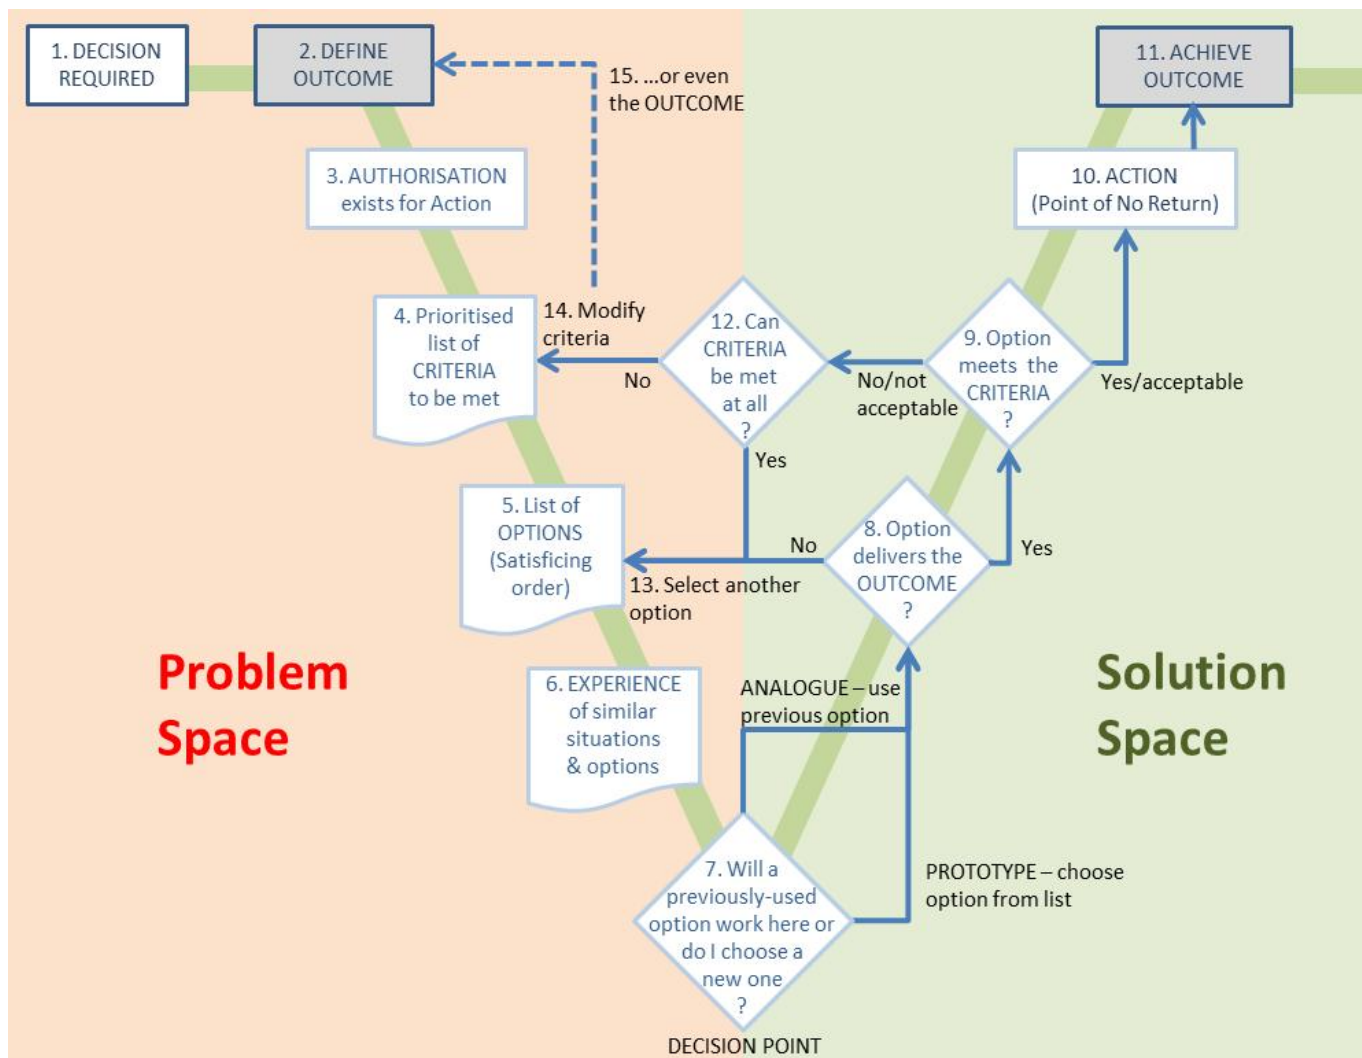 1. DECISION
REQUIRED
2. DEFINE
OUTCOME
15. ...or even
the OUTCOME
11. ACHIEVE
OUTCOME
3. AUTHORISATION
exists for Action
10. ACTION
(Point of No Return)
4. Prioritised
list of
CRITERIA
to be met
14. Modify
criteria
No
12. Can
CRITERIA
be met
at all
?
No/not
acceptable
9. Option
meets the
CRITERIA
?
Yes/acceptable
Yes
5. List of
OPTIONS
(Satisficing
order)
13. Select another
option
No
8. Option
delivers the
OUTCOME
?
Yes
Problem
Space
6. EXPERIENCE
of similar
situations
& options
ANALOGUE – use
previous option
Solution
Space
7. Will a
previously-used
option work here or
do I choose a
new one
?
PROTOTYPE – choose
option from list
DECISION POINT